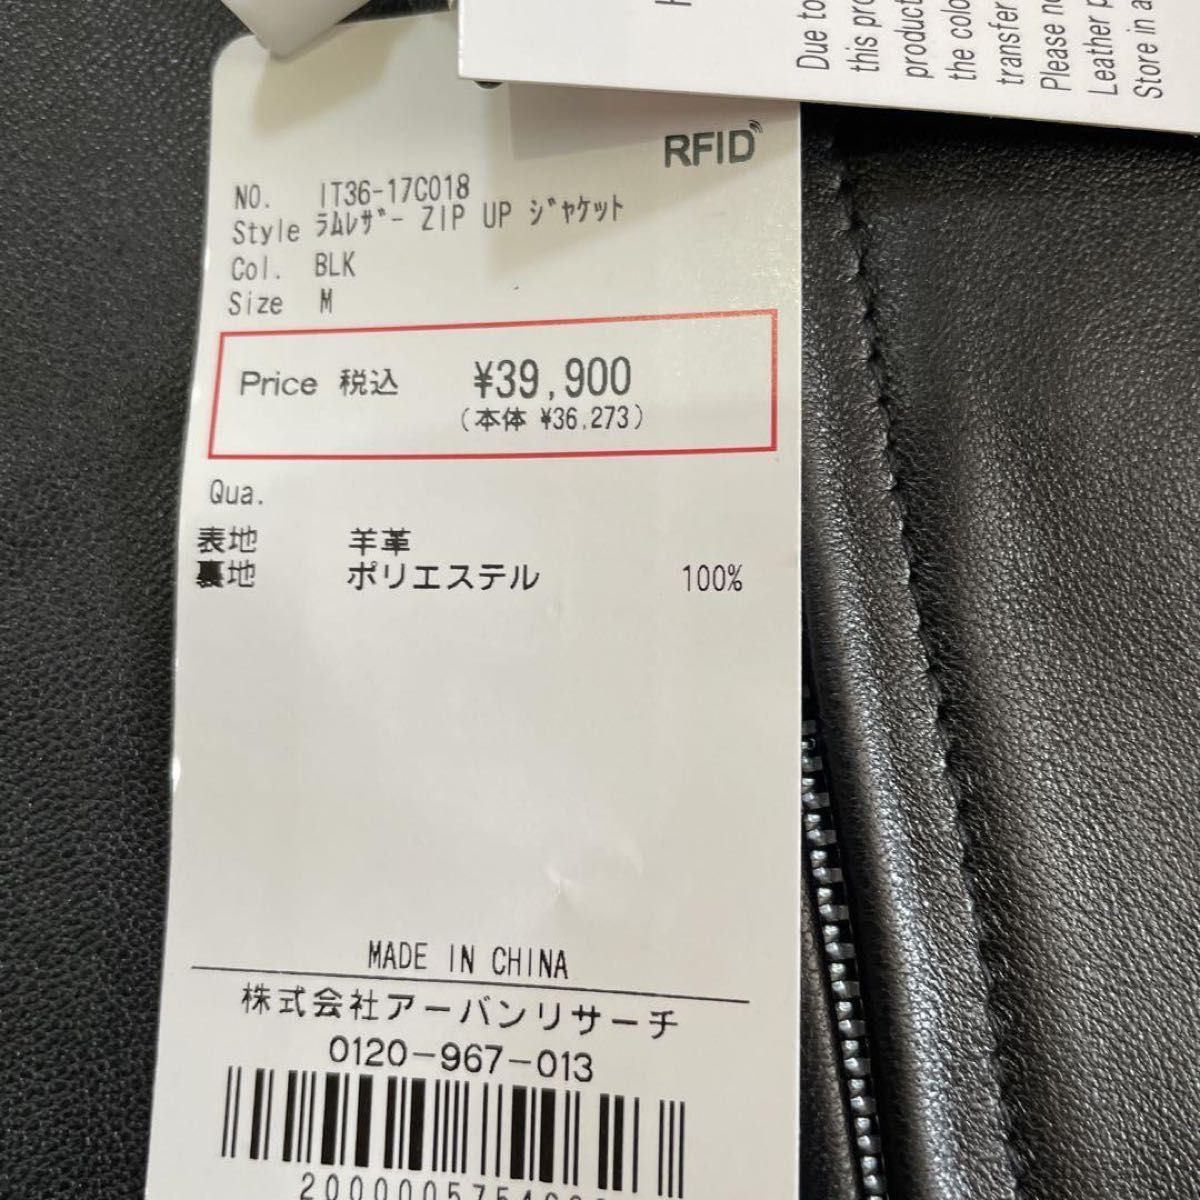 RFID
NO. IT36-17C018
Style ﾗﾑﾚｻﾞｰ ZIP UP ｼﾞｬｹｯﾄ
Col. BLK
Size M
Price 税込 ¥39,900
(本体 ¥36,273)
Qua.
表地 羊革
裏地 ポリエステル 100%
MADE IN CHINA
株式会社アーバンリサーチ
0120-967-013
Due to
this pro
product
the colo
transfer
Please no
Leather p
Store in a